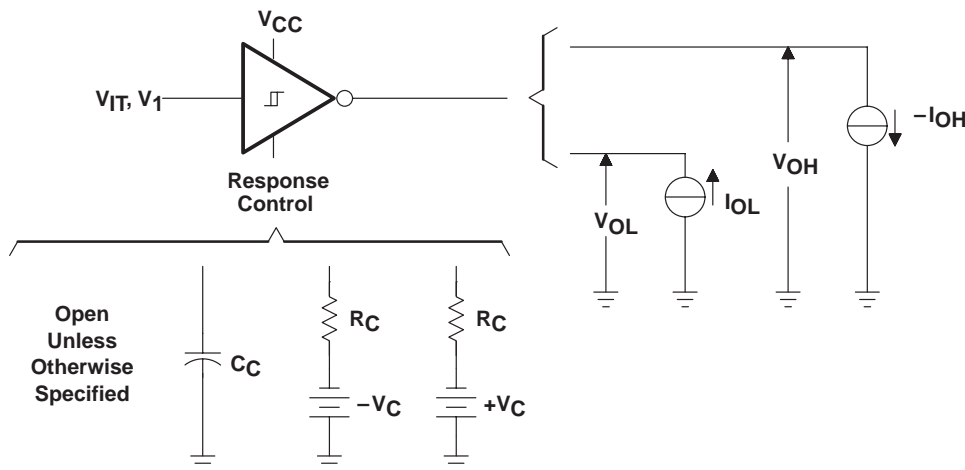 VCC
VIT, V1
Response
Control
–IOH
VOH
IOL
VOL
Open
Unless
Otherwise
Specified
CC
RC
–VC
RC
+VC